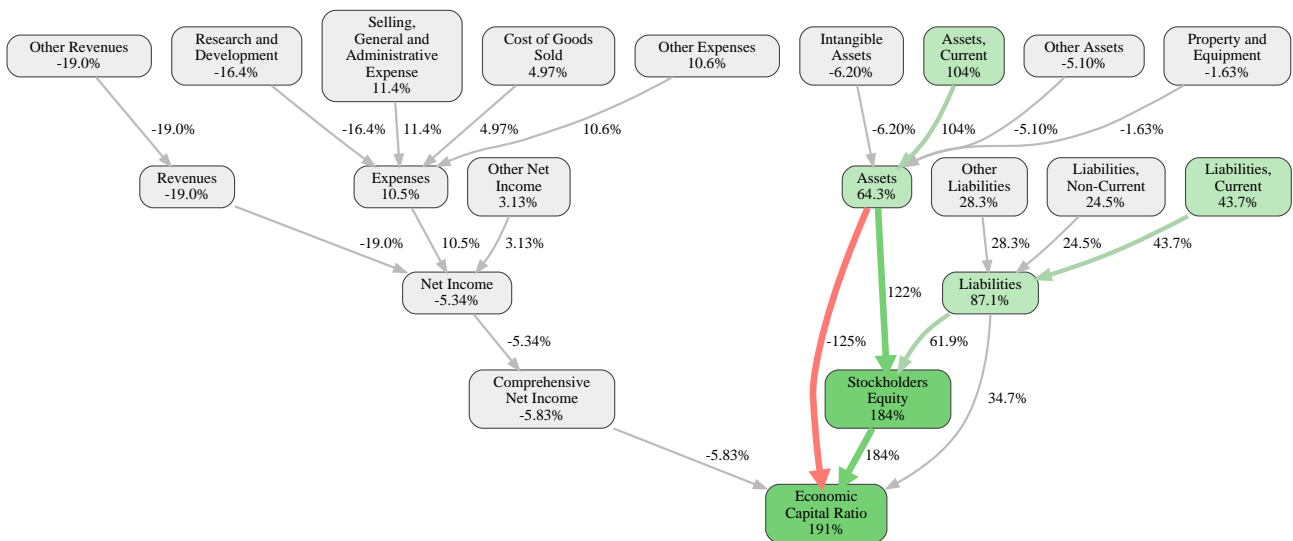 Other Revenues
-19.0%
Research and
Development
-16.4%
Selling,
General and
Administrative
Expense
11.4%
Cost of Goods
Sold
4.97%
Other Expenses
10.6%
Intangible
Assets
-6.20%
Assets,
Current
104%
Other Assets
-5.10%
Property and
Equipment
-1.63%
-19.0%
-16.4%
11.4%
4.97%
10.6%
-6.20%
104%
-5.10%
-1.63%
Revenues
-19.0%
Expenses
10.5%
Other Net
Income
3.13%
Assets
64.3%
Other
Liabilities
28.3%
Liabilities,
Non-Current
24.5%
Liabilities,
Current
43.7%
-19.0%
10.5%
3.13%
28.3%
24.5%
43.7%
Net Income
-5.34%
122%
Liabilities
87.1%
-5.34%
-125%
61.9%
Comprehensive
Net Income
-5.83%
Stockholders
Equity
184%
34.7%
-5.83%
184%
Economic
Capital Ratio
191%